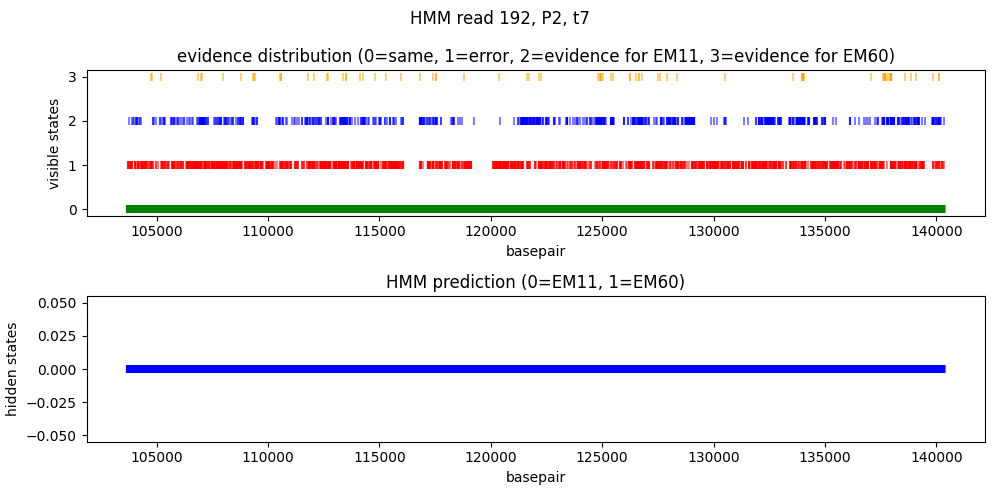 HMM read 192, P2, t7
evidence distribution (0=same, 1=error, 2=evidence for EM11, 3=evidence for EM60)
visible states
3
2
1
0
105000 110000 115000 120000 125000 130000 135000 140000
basepair
HMM prediction (0=EM11, 1=EM60)
hidden states
0.050
0.025
0.000
−0.025
−0.050
105000 110000 115000 120000 125000 130000 135000 140000
basepair